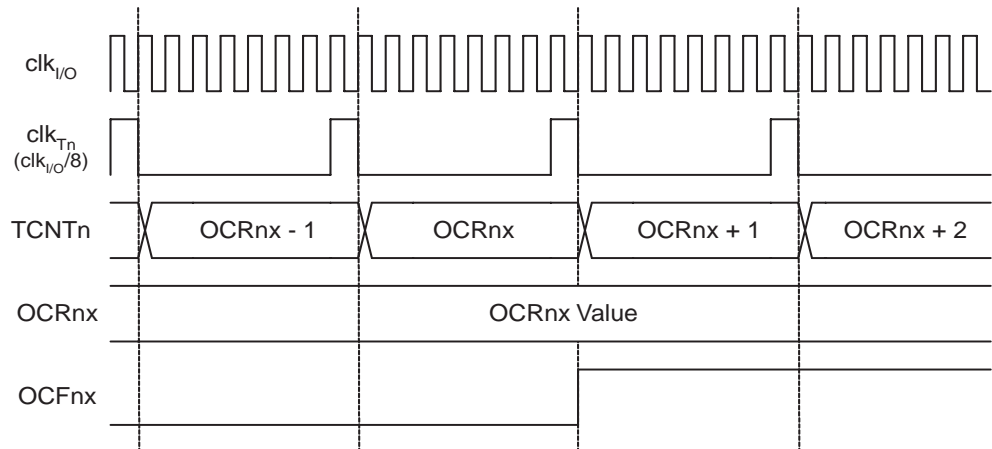 clkI/O
clkTn
(clkI/O/8)
TCNTn OCRnx - 1 OCRnx OCRnx + 1 OCRnx + 2
OCRnx OCRnx Value
OCFnx